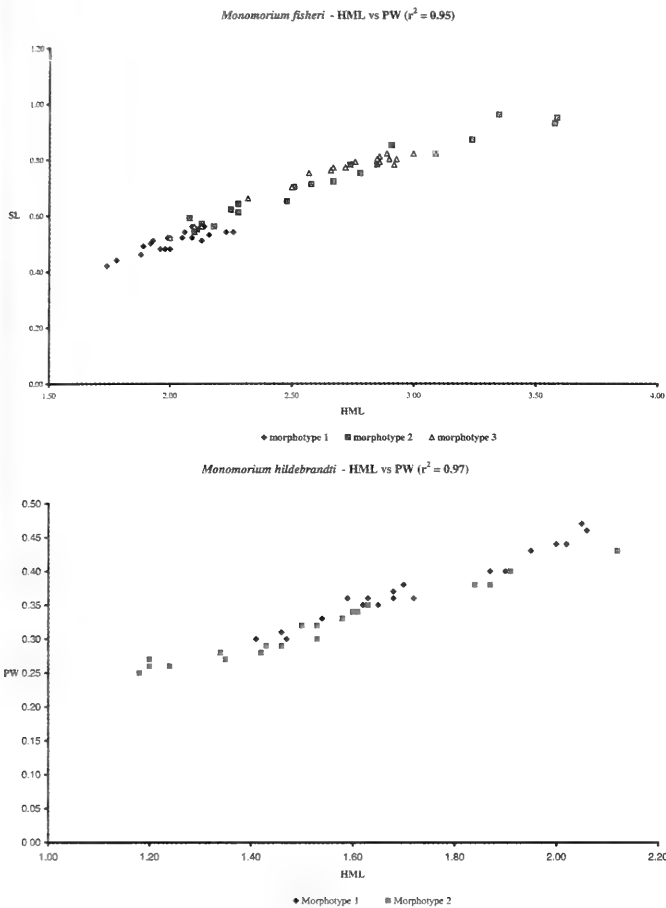 Monomorium fisheri - HML vs PW (r² = 0.95)
1.20
1.00
0.80
SL 0.60
0.40
0.20
0.00
1.50 2.00 2.50 3.00 3.50 4.00
HML
morphotype 1 morphotype 2 morphotype 3
Monomorium hildebrandti - HML vs PW (r² = 0.97)
0.50
0.45
0.40
0.35
0.30
PW 0.25
0.20
0.15
0.10
0.05
0.00
1.00 1.20 1.40 1.60 1.80 2.00 2.20
HML
Morphotype 1 Morphotype 2